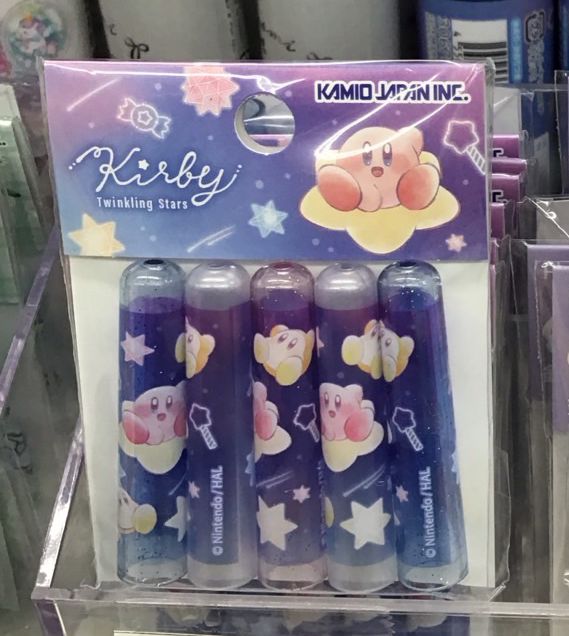 KAMIO JAPAN INC.
Kirby
Twinkling Stars
© Nintendo / HAL
© Nintendo / HAL